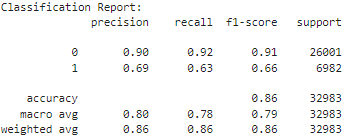 Classification Report:
precision recall f1-score support
0 0.90 0.92 0.91 26001
1 0.69 0.63 0.66 6982
accuracy 0.86 32983
macro avg 0.80 0.78 0.79 32983
weighted avg 0.86 0.86 0.86 32983